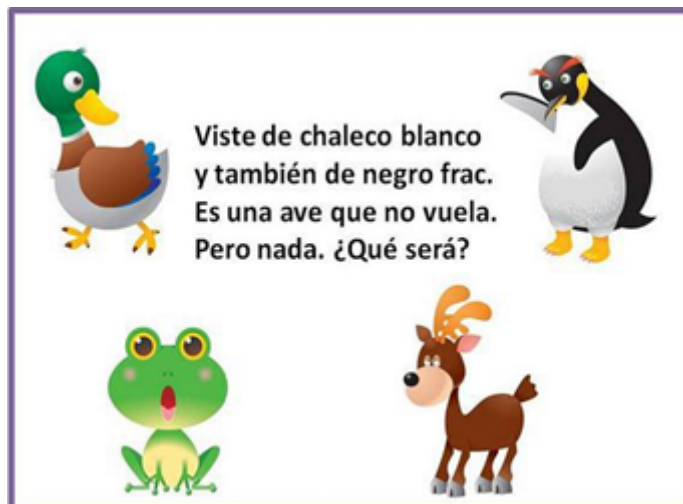 Viste de chaleco blanco
y también de negro frac.
Es una ave que no vuela.
Pero nada. ¿Qué será?